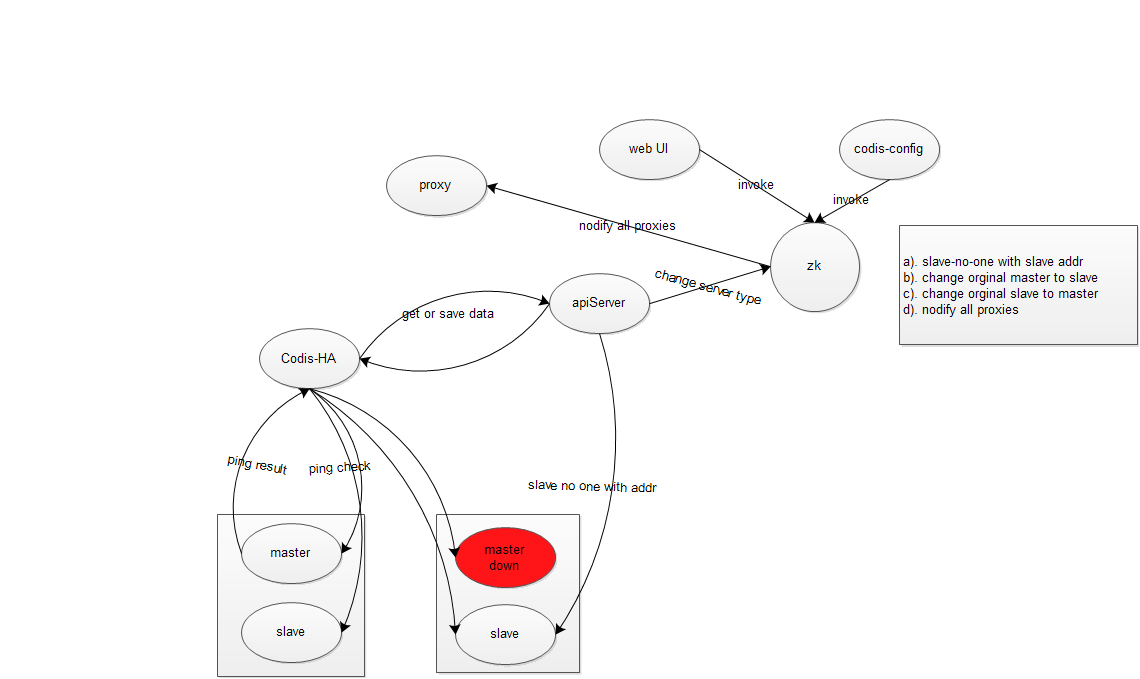 web UI
codis-config
proxy
invoke
invoke
nodify all proxies
zk
change server type
a). slave-no-one with slave addr
b). change orginal master to slave
c). change orginal slave to master
d). nodify all proxies
apiServer
get or save data
Codis-HA
ping result
ping check
slave no one with addr
master
master
down
slave
slave